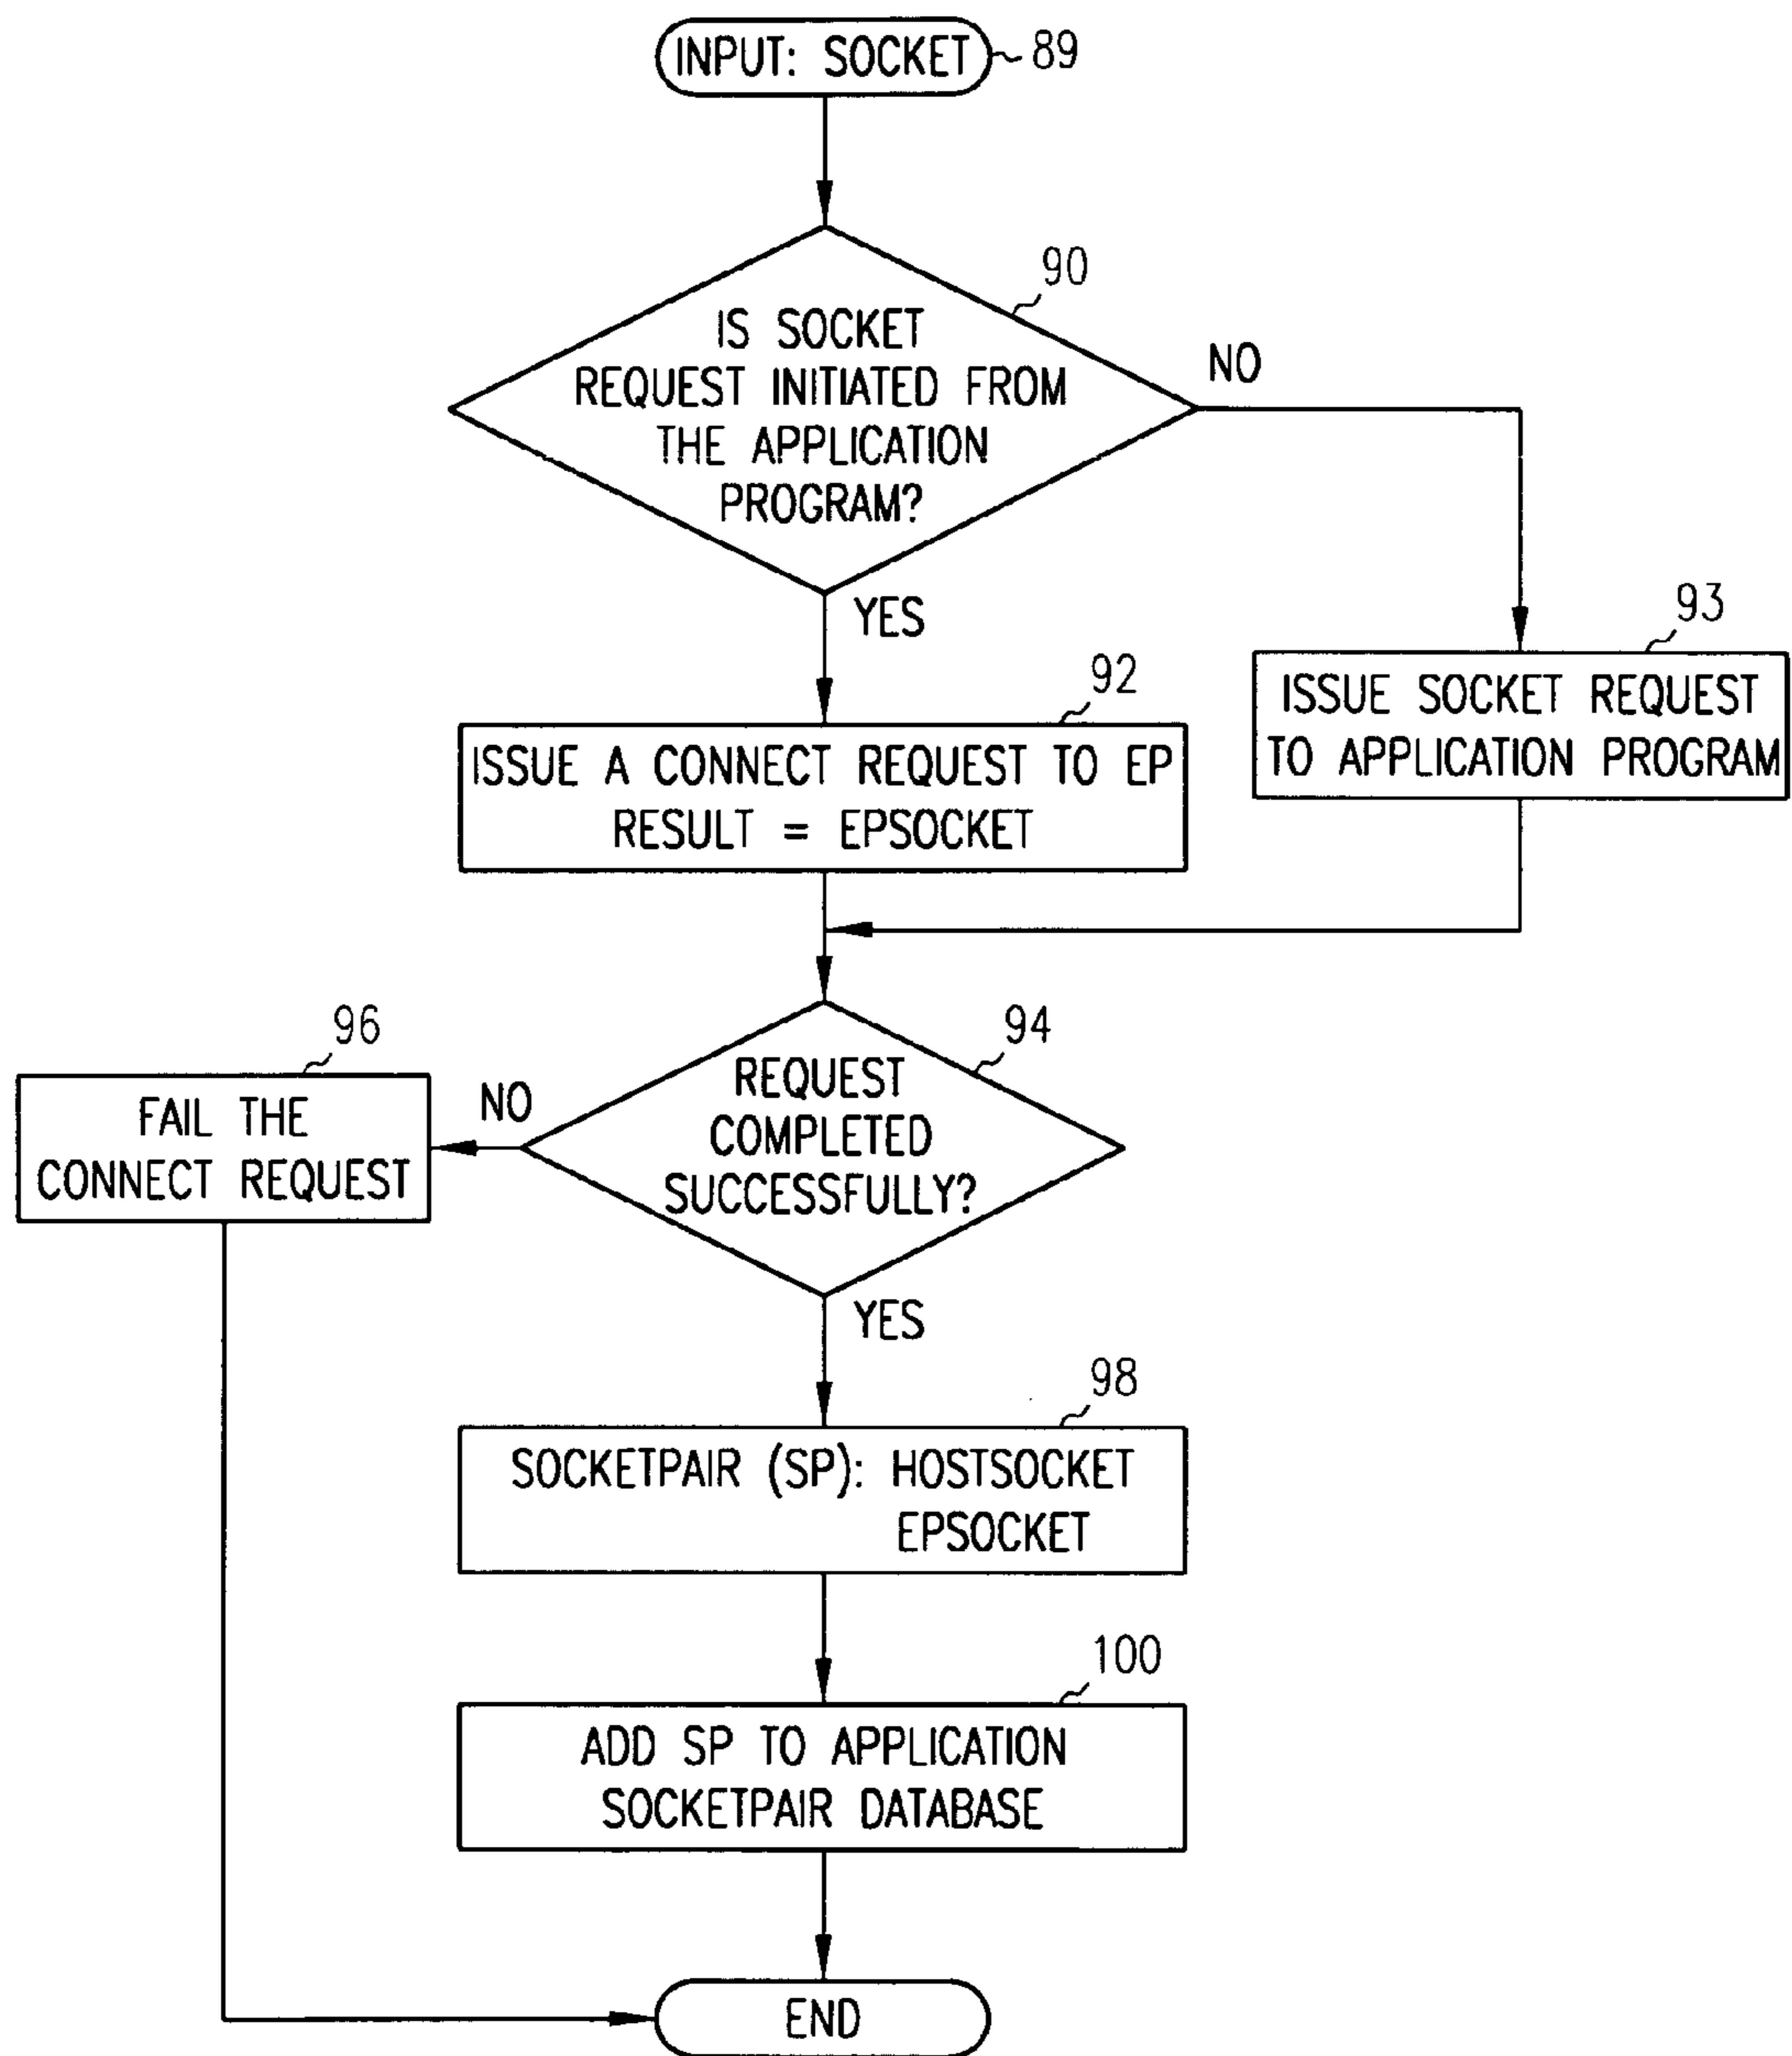 INPUT: SOCKET
89
90
IS SOCKET
REQUEST INITIATED FROM
THE APPLICATION
PROGRAM?
NO
YES
92
ISSUE A CONNECT REQUEST TO EP
RESULT = EPSOCKET
93
ISSUE SOCKET REQUEST
TO APPLICATION PROGRAM
94
REQUEST
COMPLETED
SUCCESSFULLY?
NO
96
FAIL THE
CONNECT REQUEST
YES
98
SOCKETPAIR (SP): HOSTSOCKET
EPSOCKET
100
ADD SP TO APPLICATION
SOCKETPAIR DATABASE
END